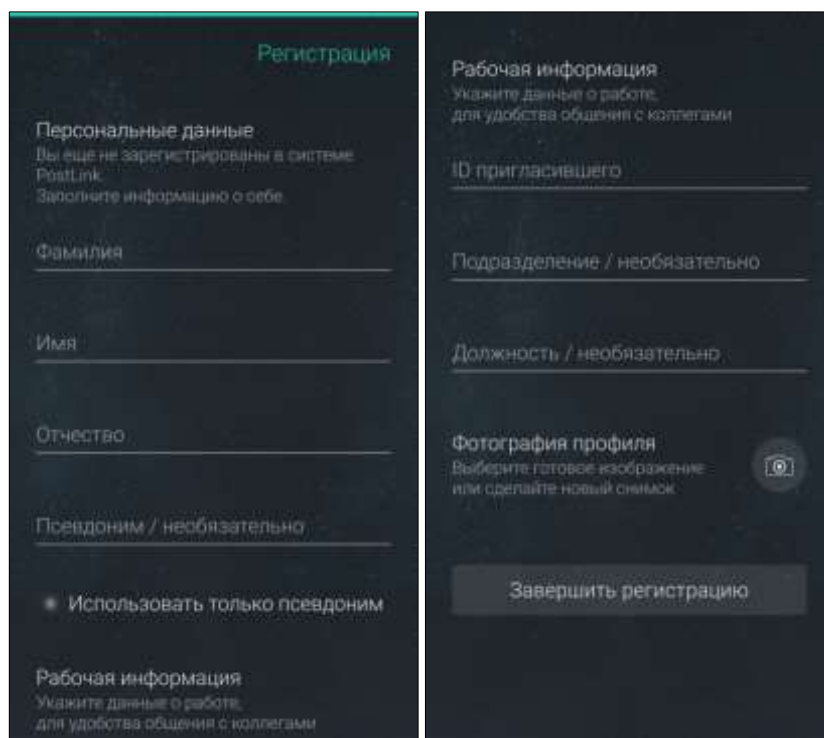 Регистрация
Персональные данные
Вы еще не зарегистрированы в системе
PostLink.
Заполните информацию о себе
Фамилия
Имя
Отчество
Псевдоним / необязательно
Использовать только псевдоним
Рабочая информация
Укажите данные о работе,
для удобства общения с коллегами
Рабочая информация
Укажите данные о работе,
для удобства общения с коллегами
ID пригласившего
Подразделение / необязательно
Должность / необязательно
Фотография профиля
Выберите готовое изображение
или сделайте новый снимок
Завершить регистрацию